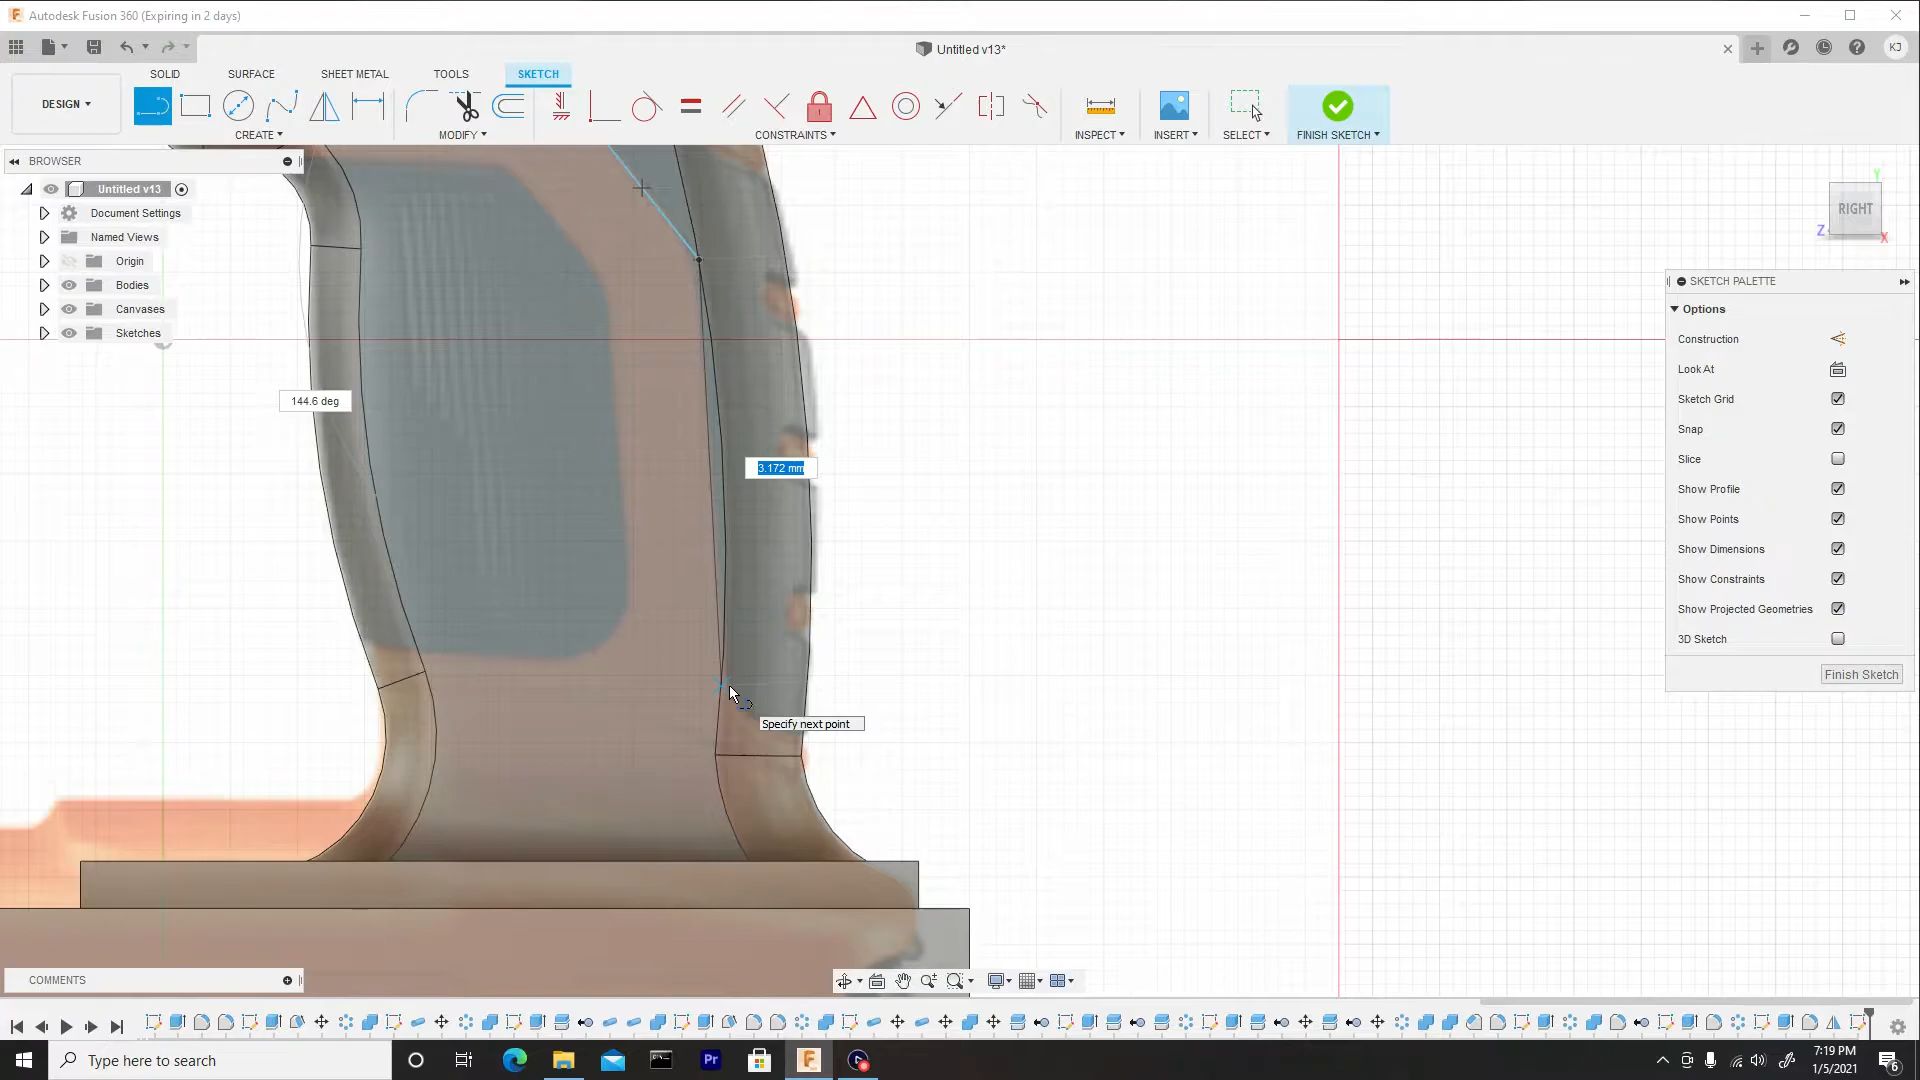 Autodesk Fusion 360 (Expiring in 2 days)
Untitled v13*
KJ
DESIGN
SOLID
SURFACE
SHEET METAL
TOOLS
SKETCH
CREATE
MODIFY
CONSTRAINTS
INSPECT
INSERT
SELECT
FINISH SKETCH
BROWSER
Untitled v13
Document Settings
Named Views
Origin
Bodies
Canvases
Sketches
144.6 deg
3.172 mm
Specify next point
Y
RIGHT
Z
X
SKETCH PALETTE
Options
Construction
Look At
Sketch Grid
Snap
Slice
Show Profile
Show Points
Show Dimensions
Show Constraints
Show Projected Geometries
3D Sketch
Finish Sketch
COMMENTS
Type here to search
Pr
F
7:19 PM
1/5/2021
6